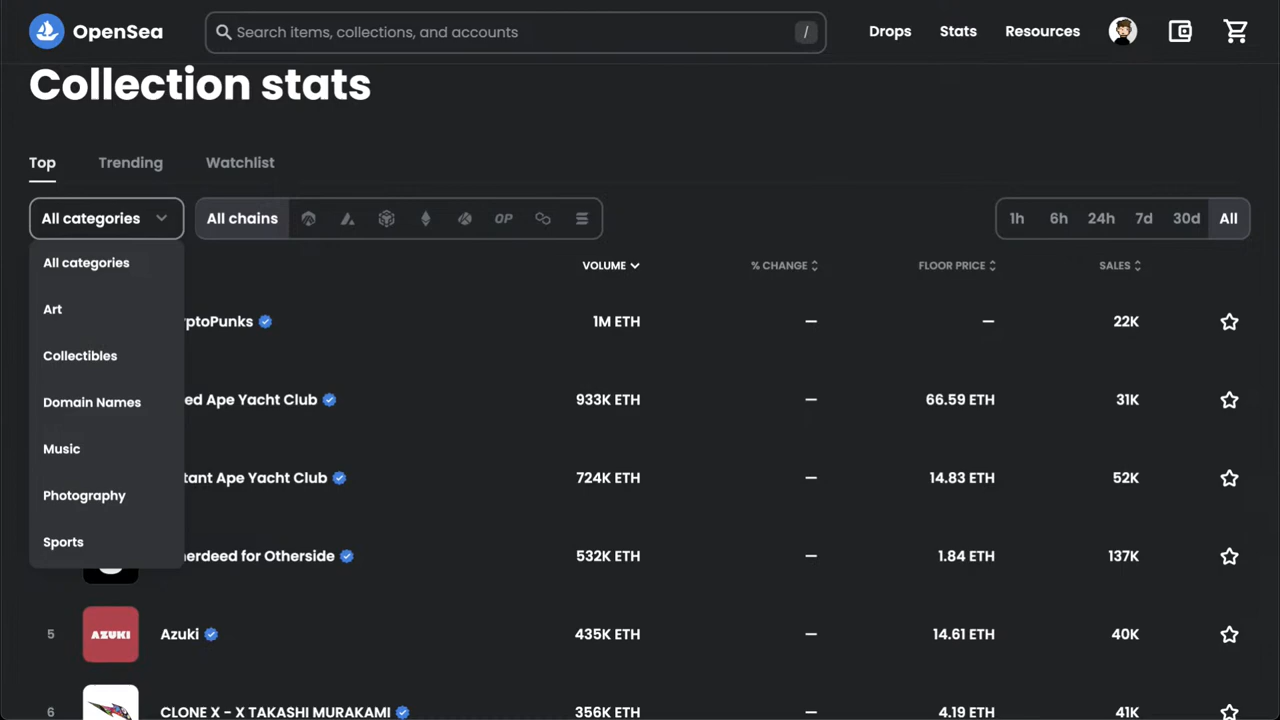 OpenSea
Search items, collections, and accounts
/
Drops
Stats
Resources
Collection stats
Top
Trending
Watchlist
All categories
All chains
OP
1h
6h
24h
7d
30d
All
All categories
Art
Collectibles
Domain Names
Music
Photography
Sports
VOLUME
% CHANGE
FLOOR PRICE
SALES
ptoPunks
1M ETH
—
—
22K
ed Ape Yacht Club
933K ETH
—
66.59 ETH
31K
tant Ape Yacht Club
724K ETH
—
14.83 ETH
52K
erdeed for Otherside
532K ETH
—
1.84 ETH
137K
5
AZUKI
Azuki
435K ETH
—
14.61 ETH
40K
6
CLONE X – X TAKASHI MURAKAMI
356K ETH
—
4.19 ETH
41K